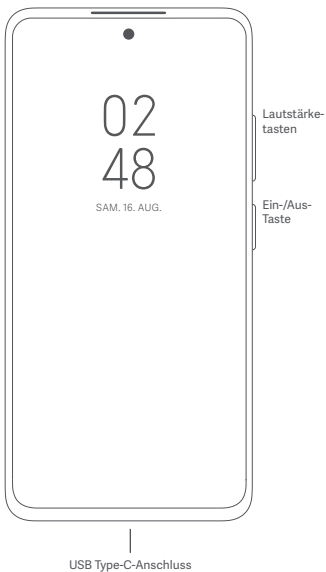 02
48
SAM. 16. AUG.
Lautstärke-
tasten
Ein-/Aus-
Taste
USB Type-C-Anschluss